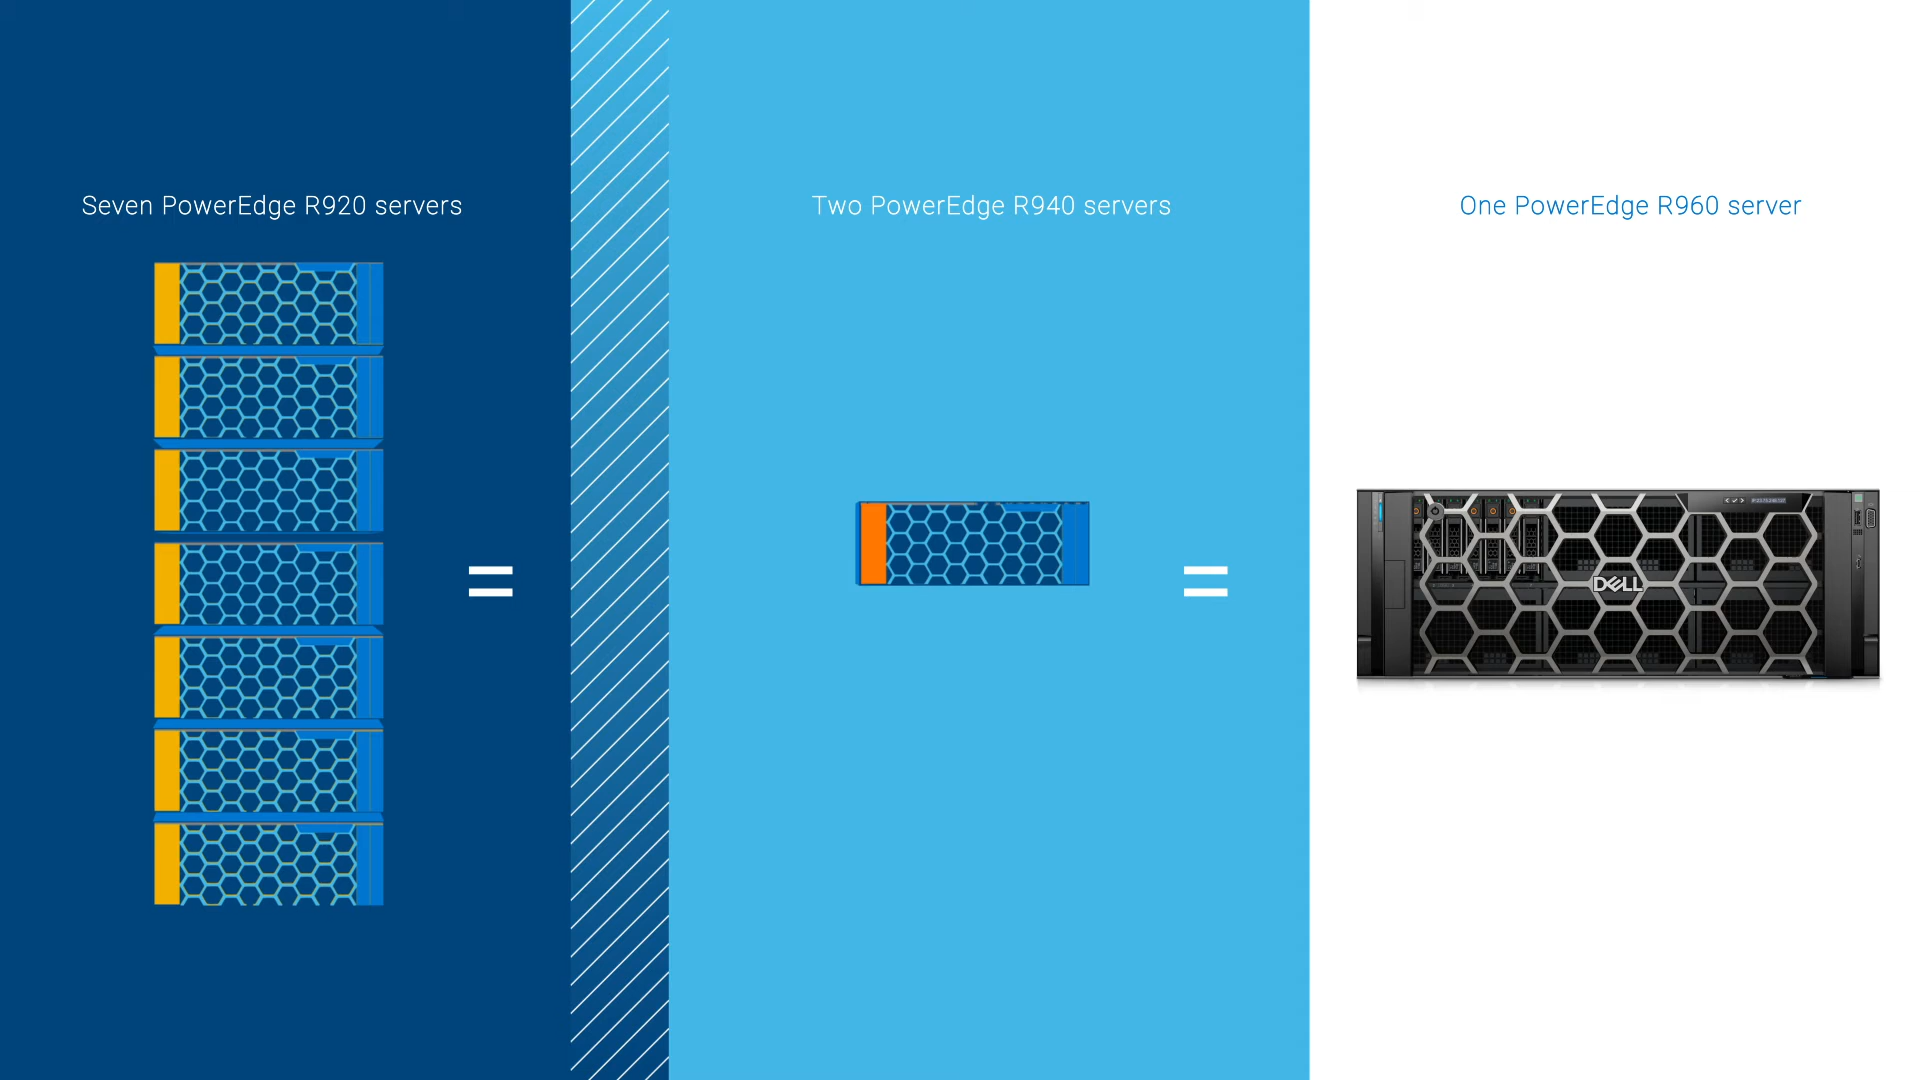 Seven PowerEdge R920 servers
Two PowerEdge R940 servers
One PowerEdge R960 server
=
=
DELL